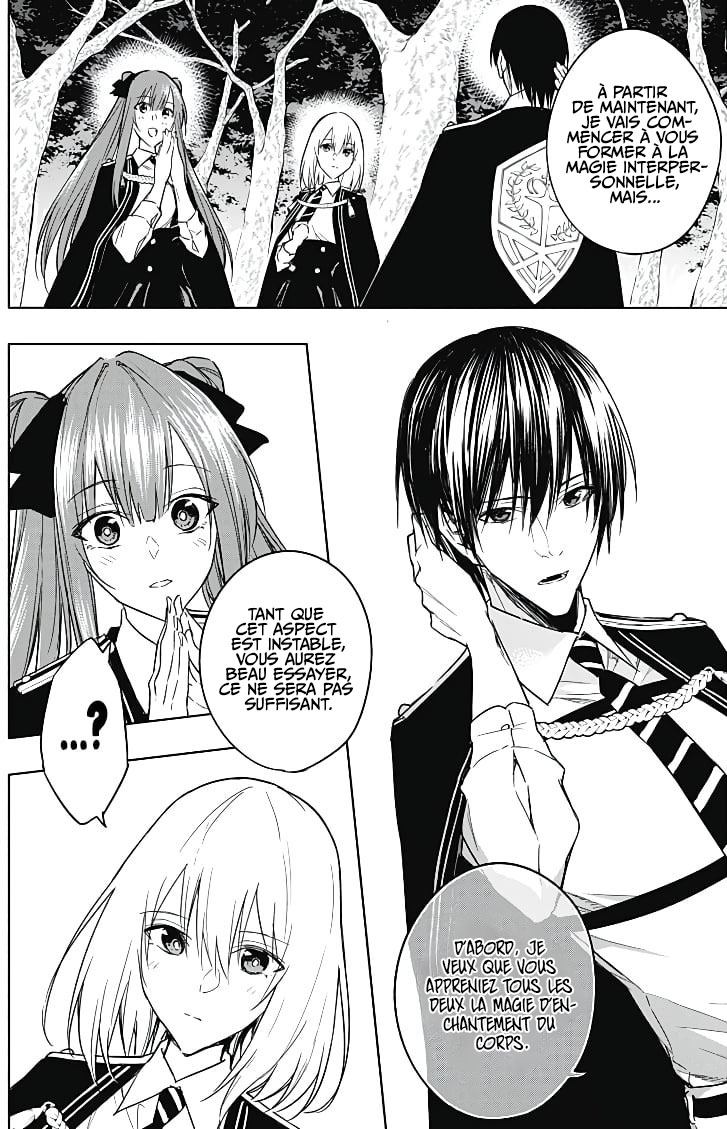 À PARTIR
DE MAINTENANT,
JE VAIS COM-
MENCER À VOUS
FORMER À LA
MAGIE INTERPER-
SONNELLE,
MAIS...
D'ABORD, JE
VEUX QUE VOUS
APPRENIEZ TOUS LES
DEUX LA MAGIE D'EN-
CHANTEMENT DU
CORPS.
TANT QUE
CET ASPECT
EST INSTABLE,
VOUS AUREZ
BEAU ESSAYER,
CE NE SERA PAS
SUFFISANT.
....?